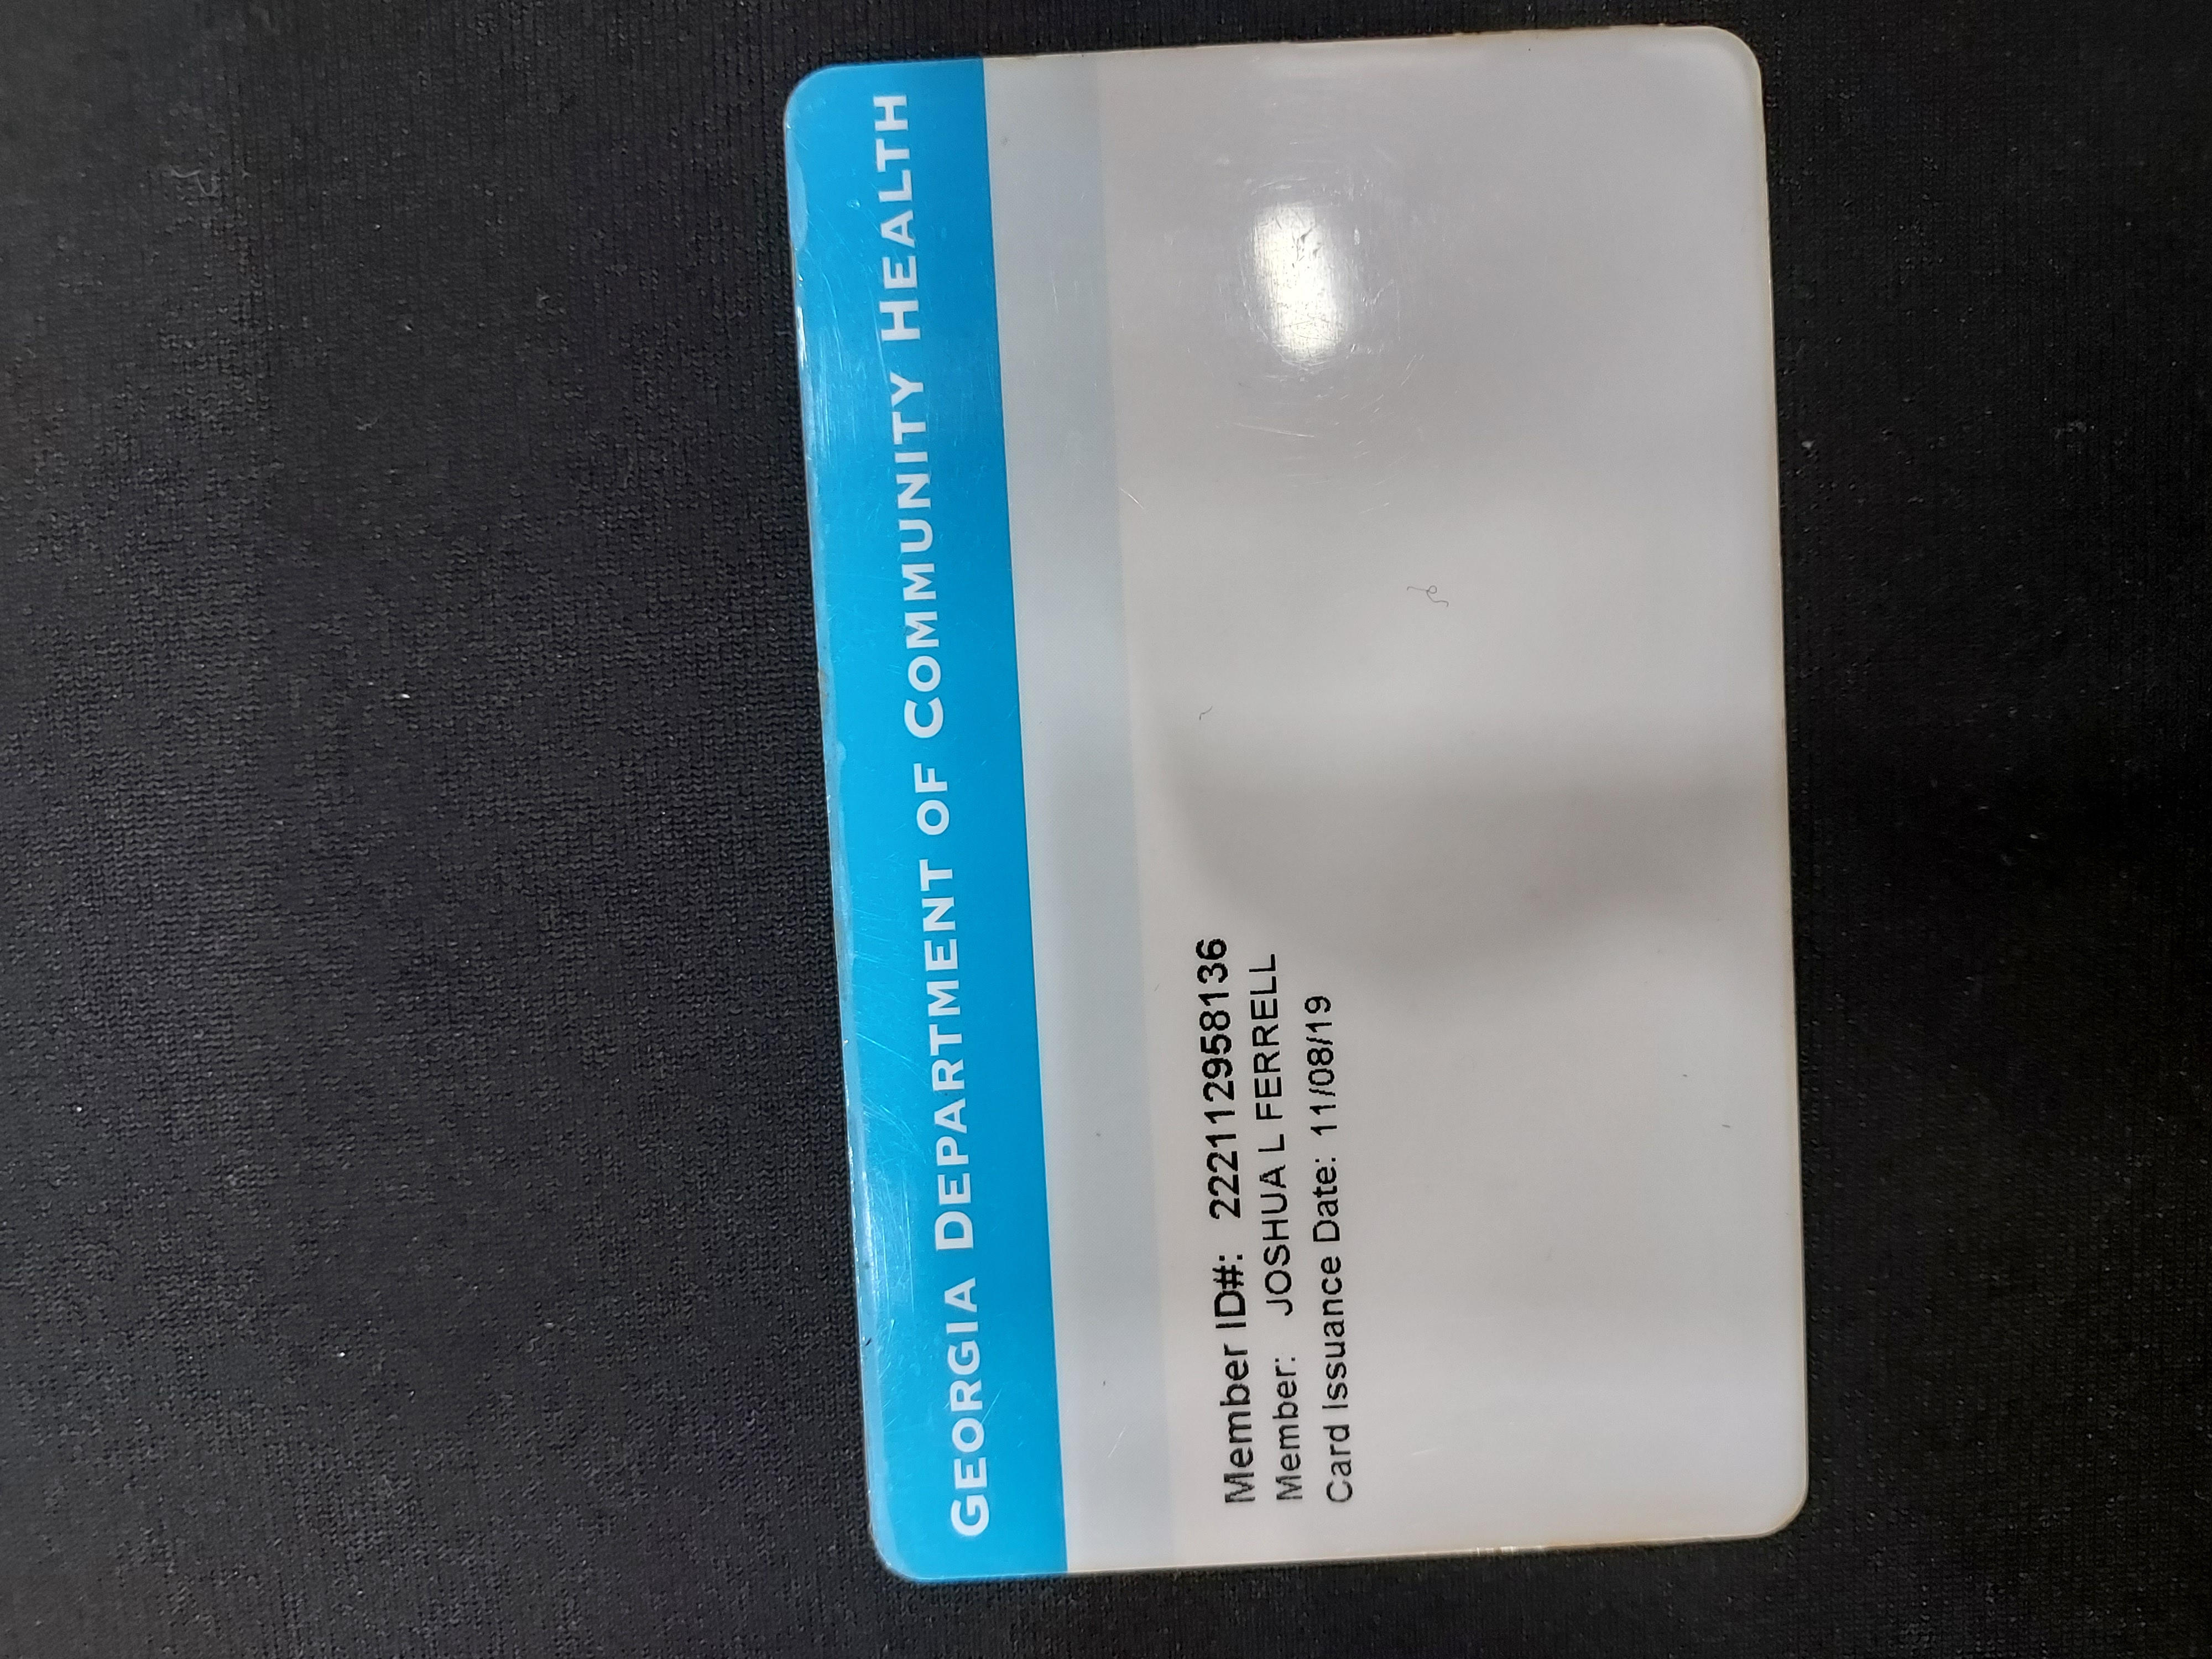 GEORGIA DEPARTMENT OF COMMUNITY HEALTH
Member ID#: 222112958136
Member: JOSHUA L FERRELL
Card Issuance Date: 11/08/19